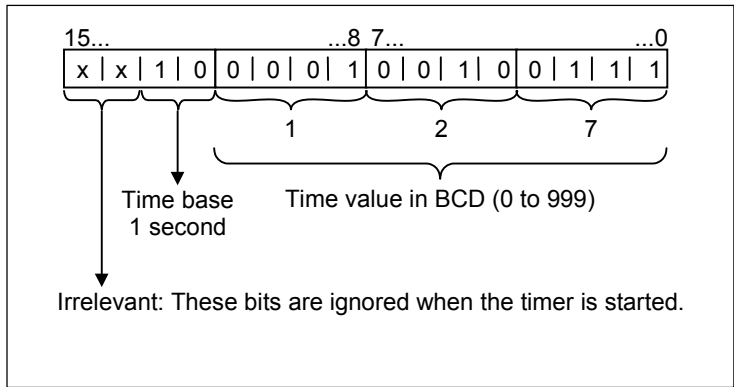 15... ...8 7... ...0
x | x | 1 | 0 | 0 | 0 | 0 | 1 | 0 | 0 | 1 | 0 | 0 | 1 | 1 | 1
1 2 7
Time base Time value in BCD (0 to 999)
1 second
Irrelevant: These bits are ignored when the timer is started.